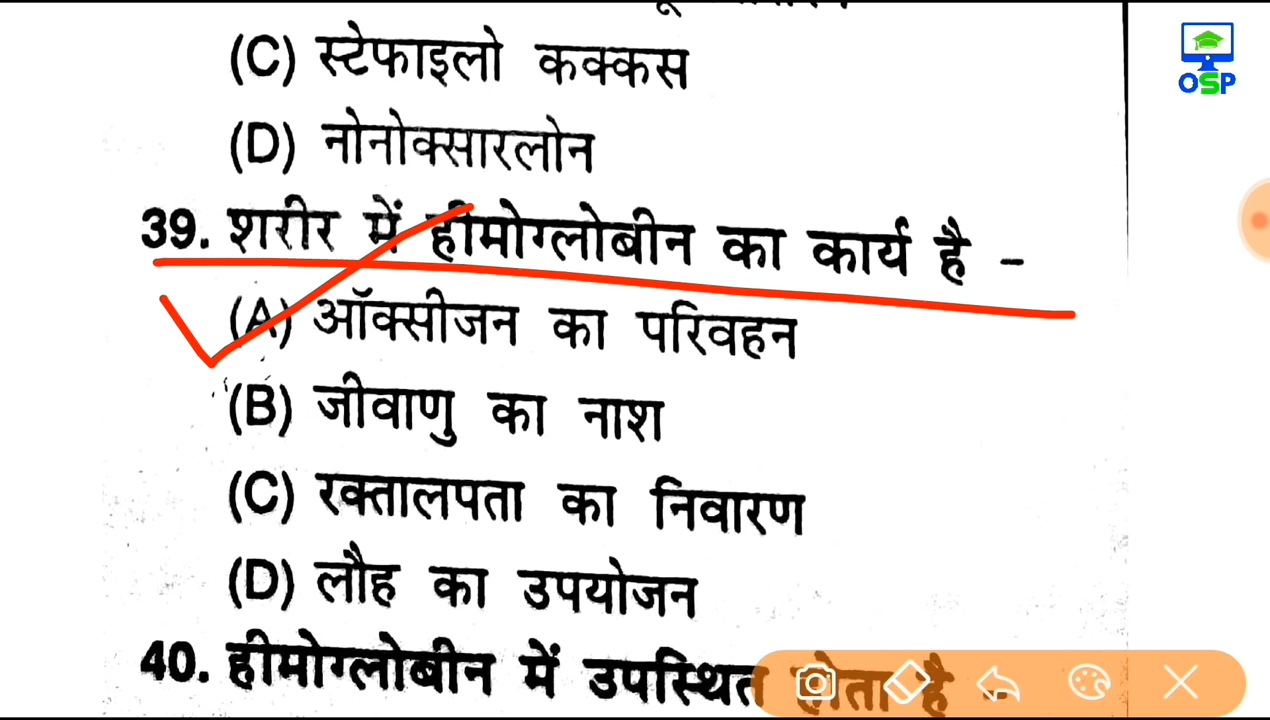 (C) स्टेफाइलो कक्कस
OSP
(D) नोनोक्सारलोन
39. शरीर में हीमोग्लोबीन का कार्य है -
(A) ऑक्सीजन का परिवहन
(B) जीवाणु का नाश
(C) रक्तालपता का निवारण
(D) लौह का उपयोजन
40. हीमोग्लोबीन में उपस्थित होता है -